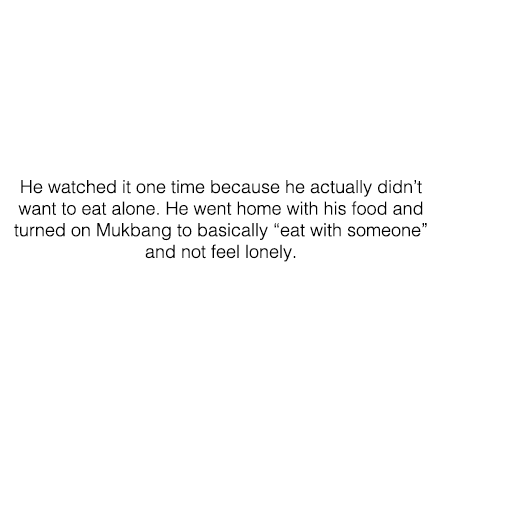 He watched it one time because he actually didn’t
want to eat alone. He went home with his food and
turned on Mukbang to basically “eat with someone”
and not feel lonely.